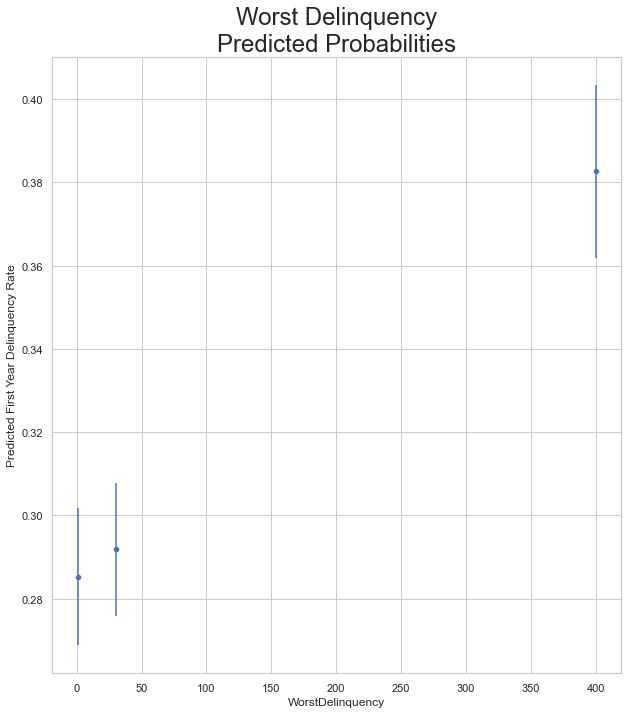 Worst Delinquency
Predicted Probabilities
Predicted First Year Delinquency Rate
0.40
0.38
0.36
0.34
0.32
0.30
0.28
0 50 100 150 200 250 300 350 400
WorstDelinquency